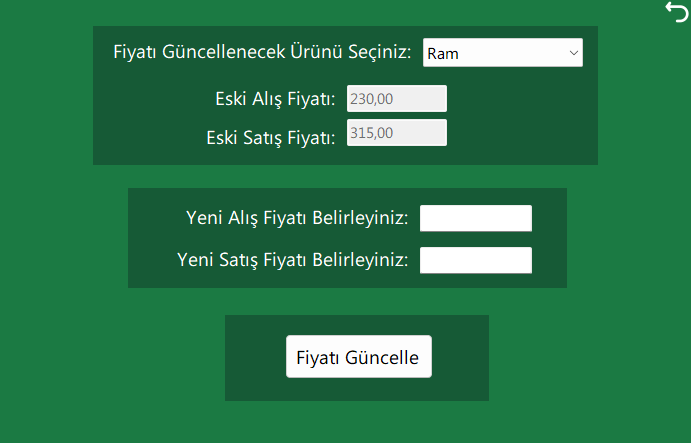 Fiyatı Güncellenecek Ürünü Seçiniz: Ram
Eski Alış Fiyatı: 230,00
Eski Satış Fiyatı: 315,00
Yeni Alış Fiyatı Belirleyiniz:
Yeni Satış Fiyatı Belirleyiniz:
Fiyatı Güncelle